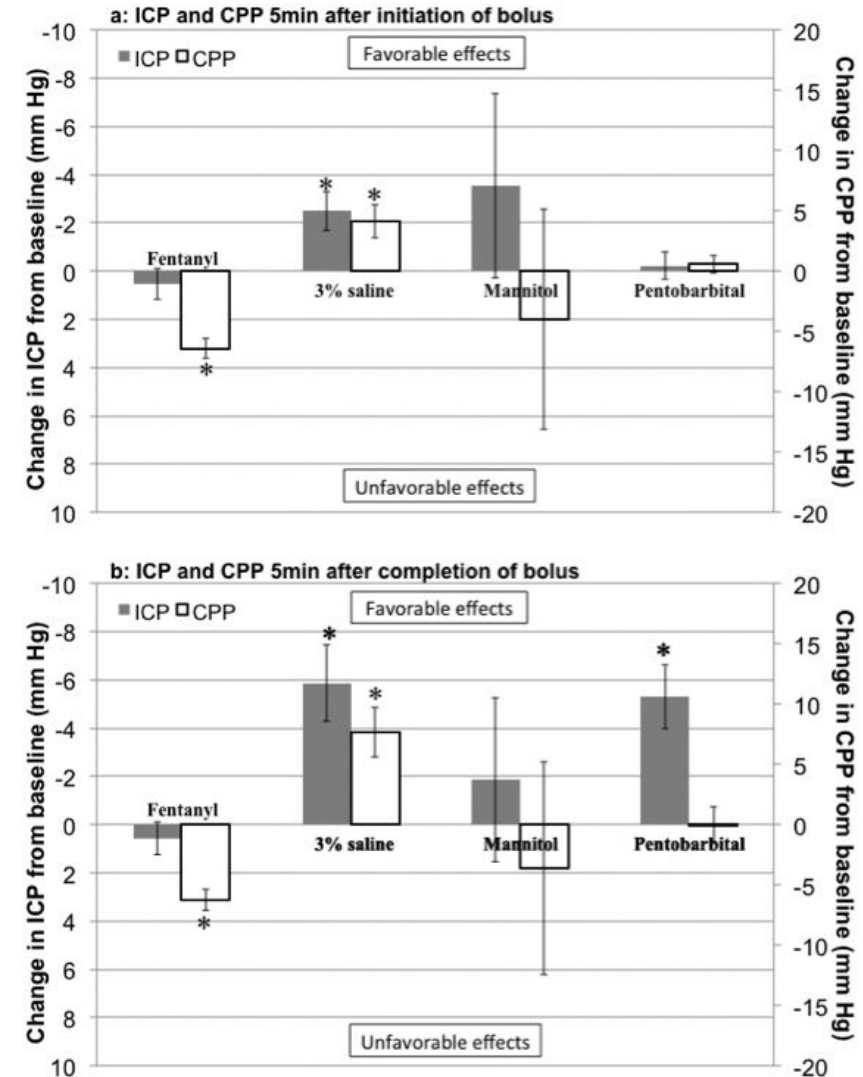 a: ICP and CPP 5min after initiation of bolus
Change in ICP from baseline (mm Hg)
-10
-8
-6
-4
-2
0
2
4
6
8
10
ICP CPP
Favorable effects
* *
Fentanyl
3% saline
Mannitol
Pentobarbital
*
Unfavorable effects
20
15
10
5
0
-5
-10
-15
-20
Change in CPP from baseline (mm Hg)
b: ICP and CPP 5min after completion of bolus
Change in ICP from baseline (mm Hg)
-10
-8
-6
-4
-2
0
2
4
6
8
10
ICP CPP
Favorable effects
* * *
Fentanyl
3% saline
Mannitol
Pentobarbital
*
Unfavorable effects
20
15
10
5
0
-5
-10
-15
-20
Change in CPP from baseline (mm Hg)